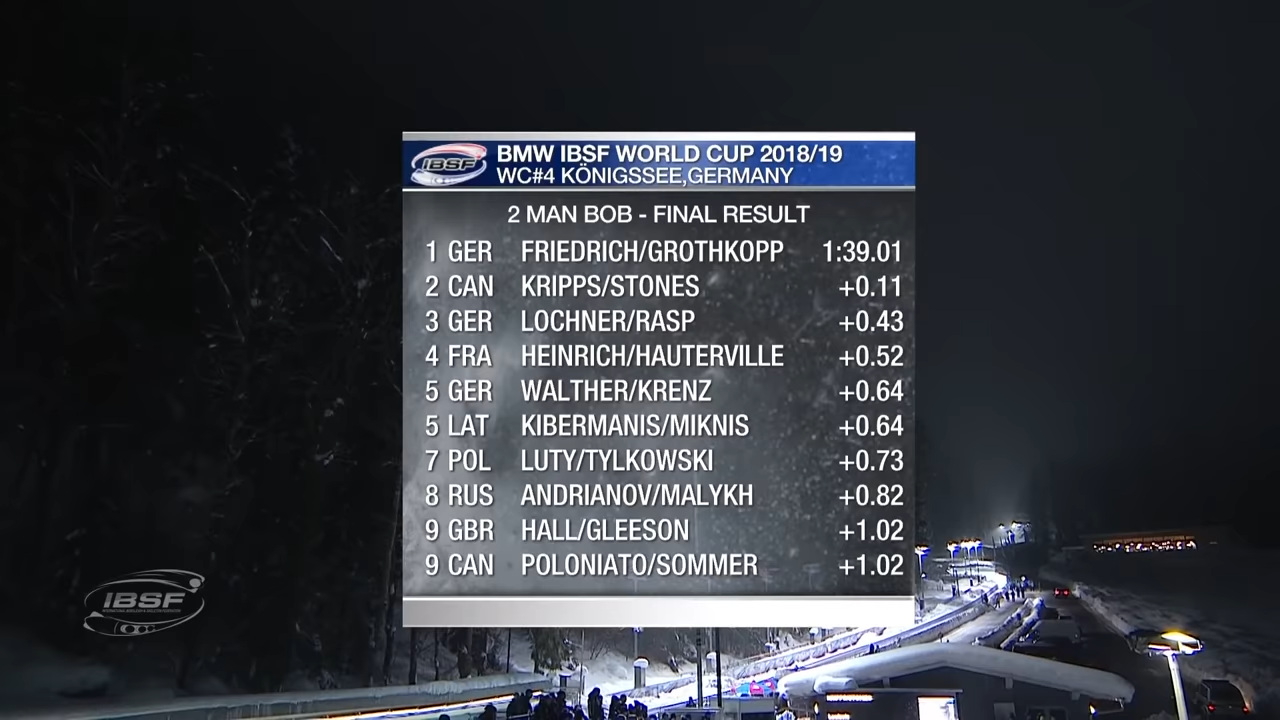 IBSF
BMW IBSF WORLD CUP 2018/19
WC#4 KÖNIGSSEE,GERMANY
2 MAN BOB - FINAL RESULT
1 GER FRIEDRICH/GROTHKOPP 1:39.01
2 CAN KRIPPS/STONES +0.11
3 GER LOCHNER/RASP +0.43
4 FRA HEINRICH/HAUTERVILLE +0.52
5 GER WALTHER/KRENZ +0.64
5 LAT KIBERMANIS/MIKNIS +0.64
7 POL LUTY/TYLKOWSKI +0.73
8 RUS ANDRIANOV/MALYKH +0.82
9 GBR HALL/GLEESON +1.02
9 CAN POLONIATO/SOMMER +1.02
IBSF